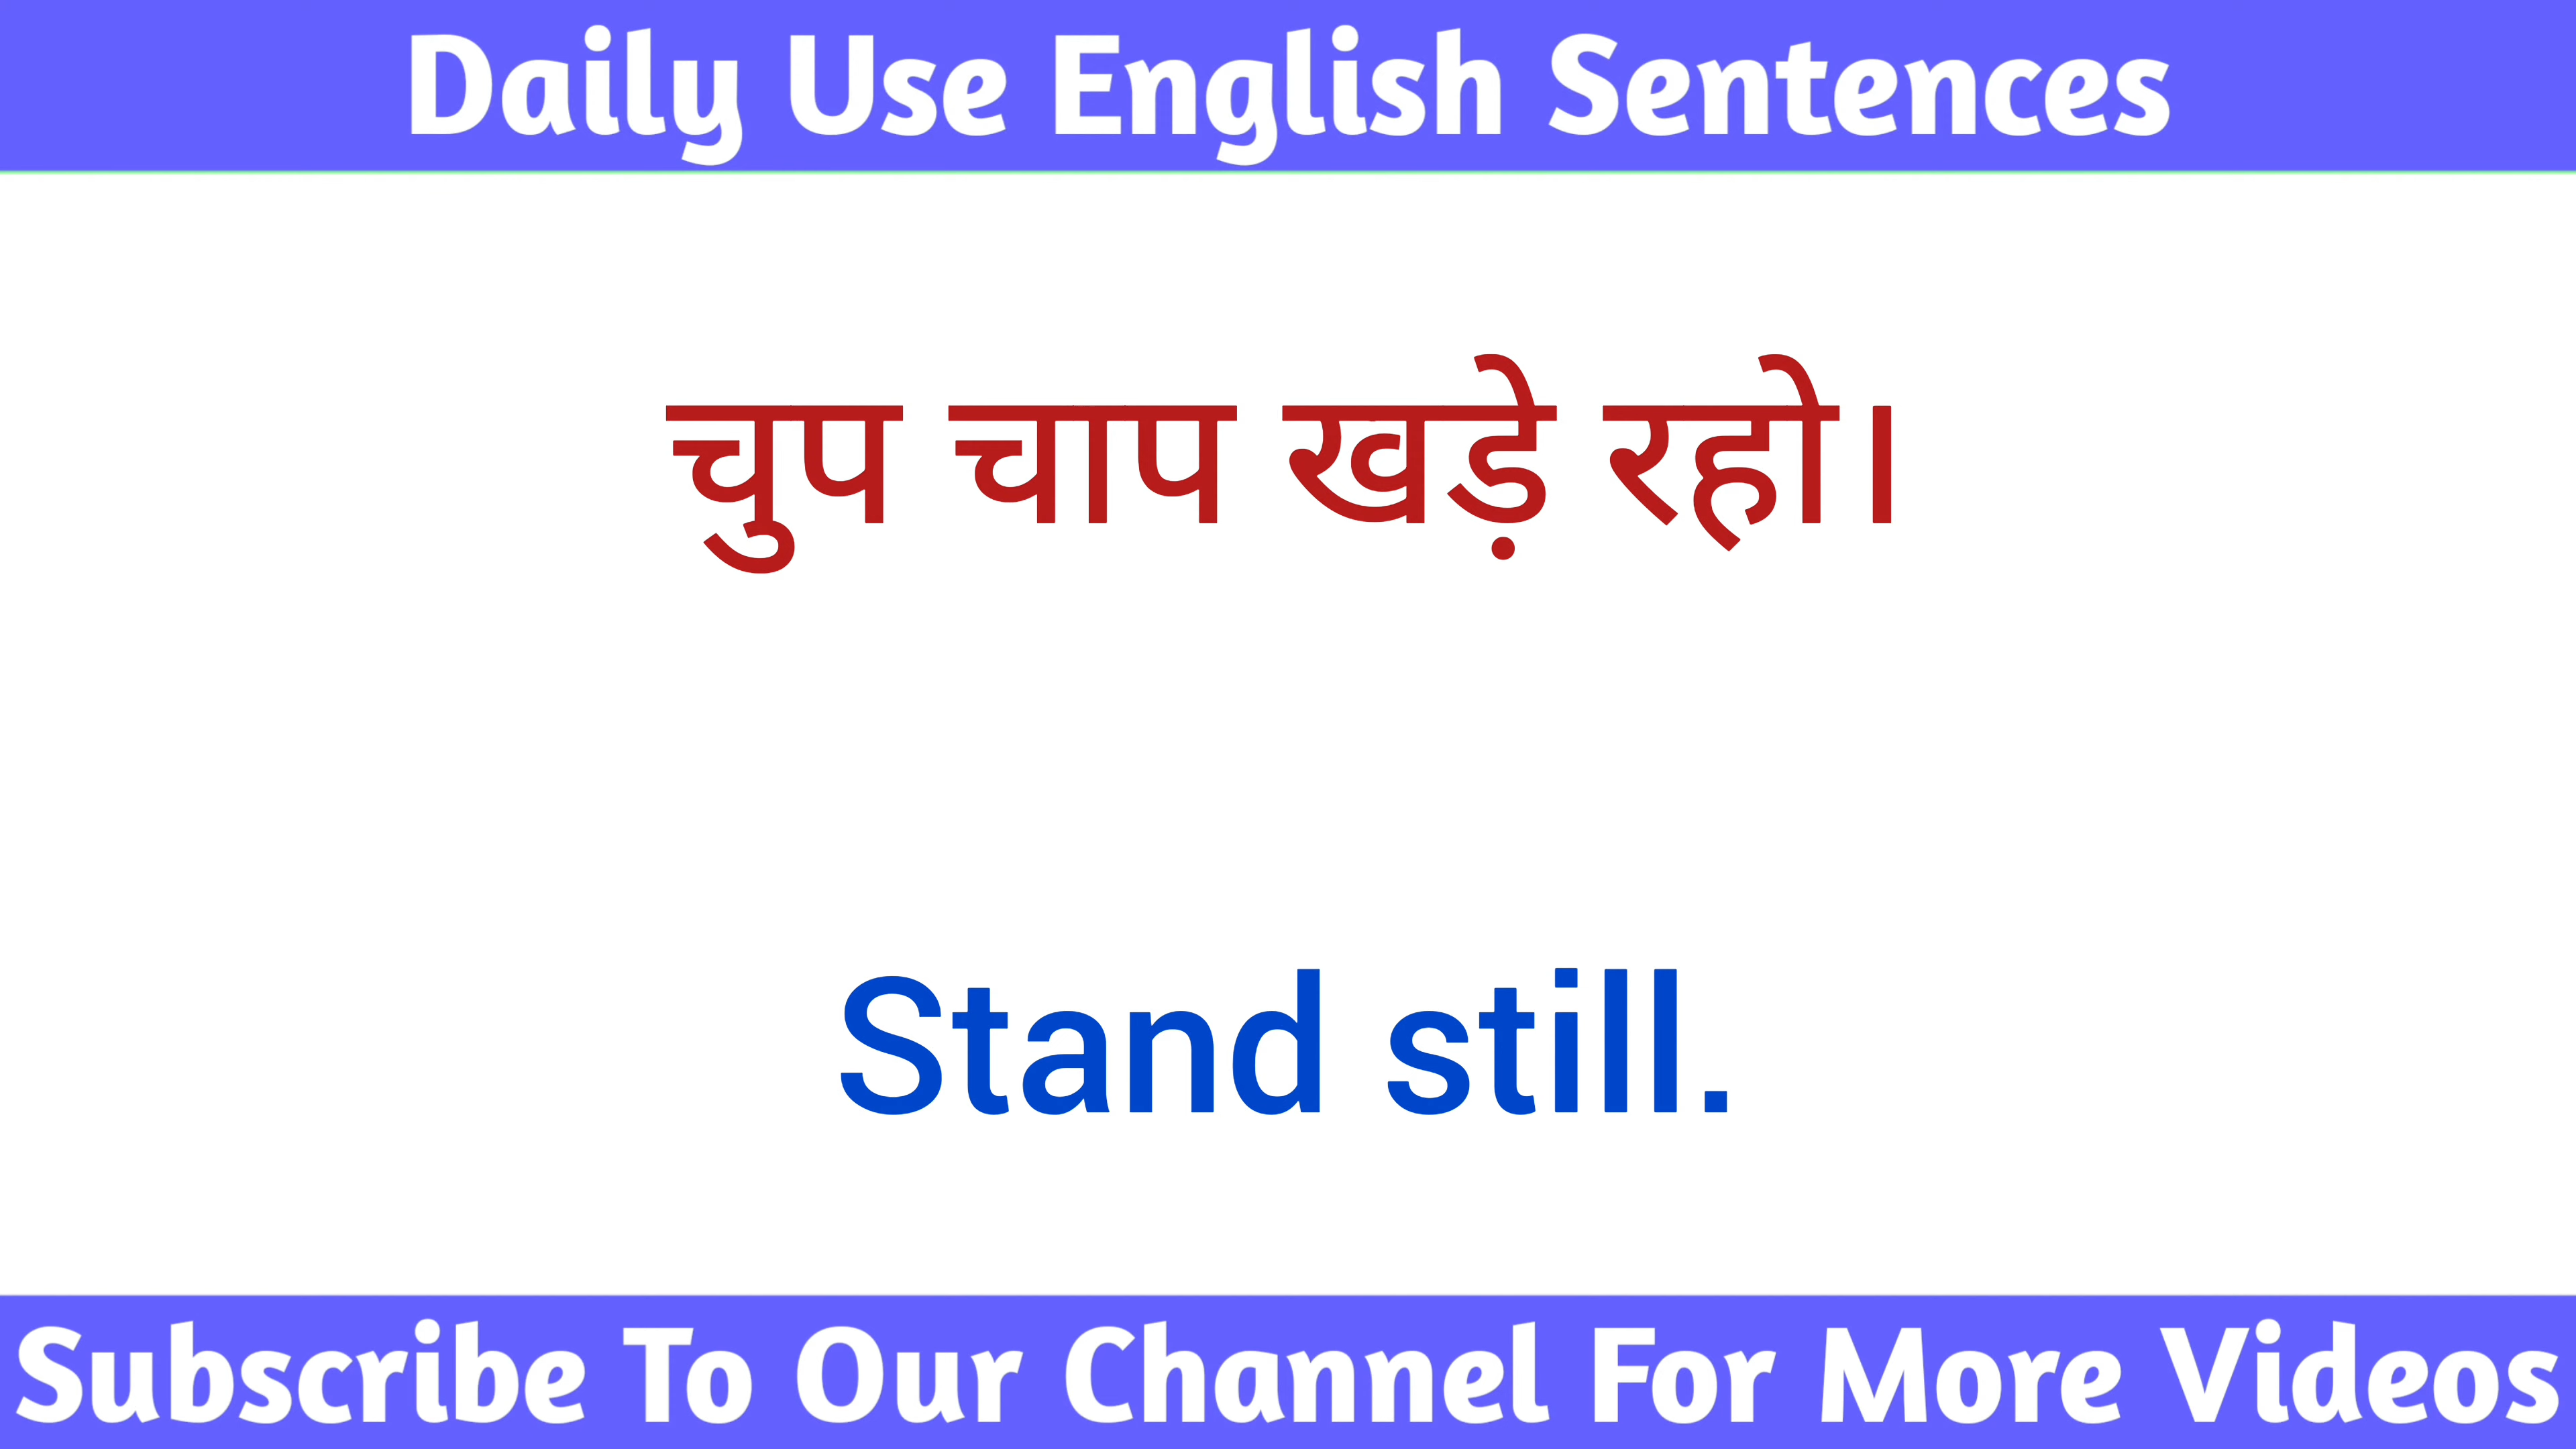 Daily Use English Sentences
चुप चाप खड़े रहो।
Stand still.
Subscribe To Our Channel For More Videos